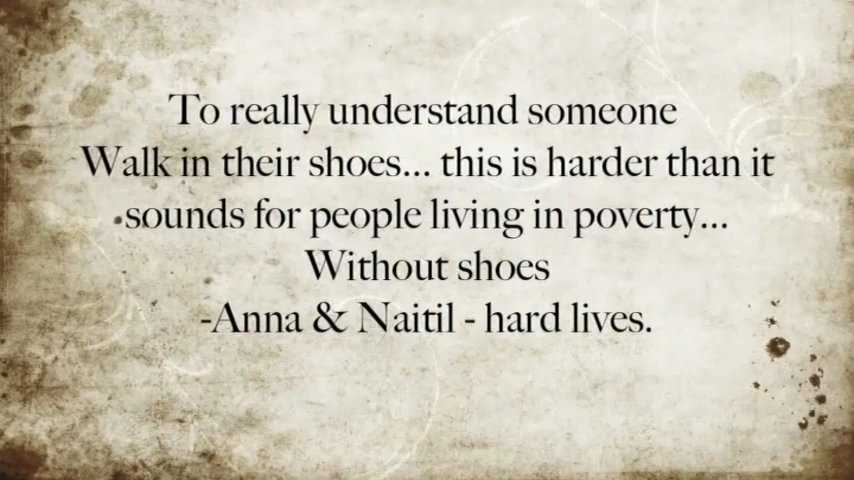 To really understand someone
Walk in their shoes... this is harder than it
sounds for people living in poverty...
Without shoes
-Anna & Naitil - hard lives.